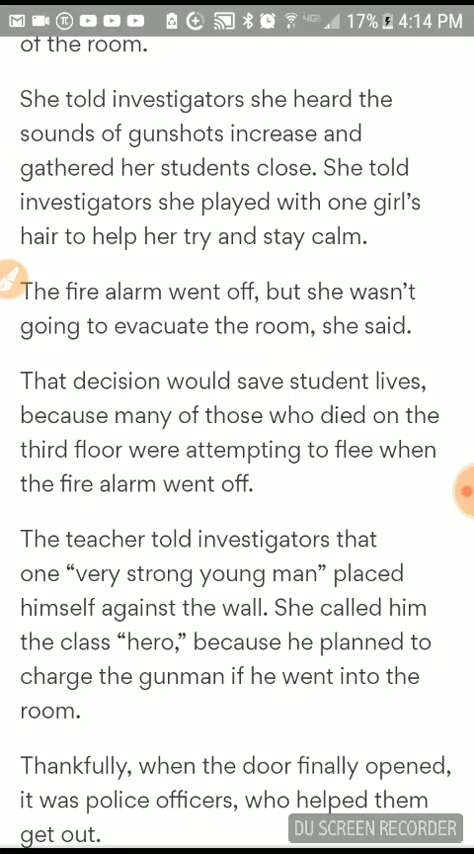 17% 4:14 PM
of the room.
She told investigators she heard the
sounds of gunshots increase and
gathered her students close. She told
investigators she played with one girl’s
hair to help her try and stay calm.
The fire alarm went off, but she wasn’t
going to evacuate the room, she said.
That decision would save student lives,
because many of those who died on the
third floor were attempting to flee when
the fire alarm went off.
The teacher told investigators that
one “very strong young man” placed
himself against the wall. She called him
the class “hero,” because he planned to
charge the gunman if he went into the
room.
Thankfully, when the door finally opened,
it was police officers, who helped them
get out.
DU SCREEN RECORDER